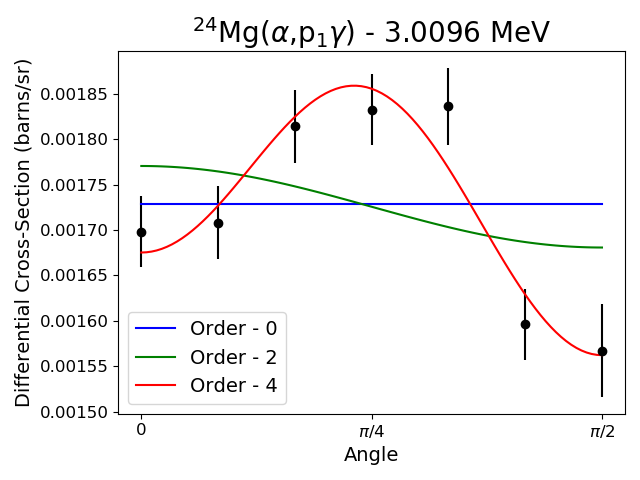 ²⁴Mg(α,p₁γ) - 3.0096 MeV
Differential Cross-Section (barns/sr)
0.00185
0.00180
0.00175
0.00170
0.00165
0.00160
0.00155
0.00150
Order - 0
Order - 2
Order - 4
0
π/4
π/2
Angle